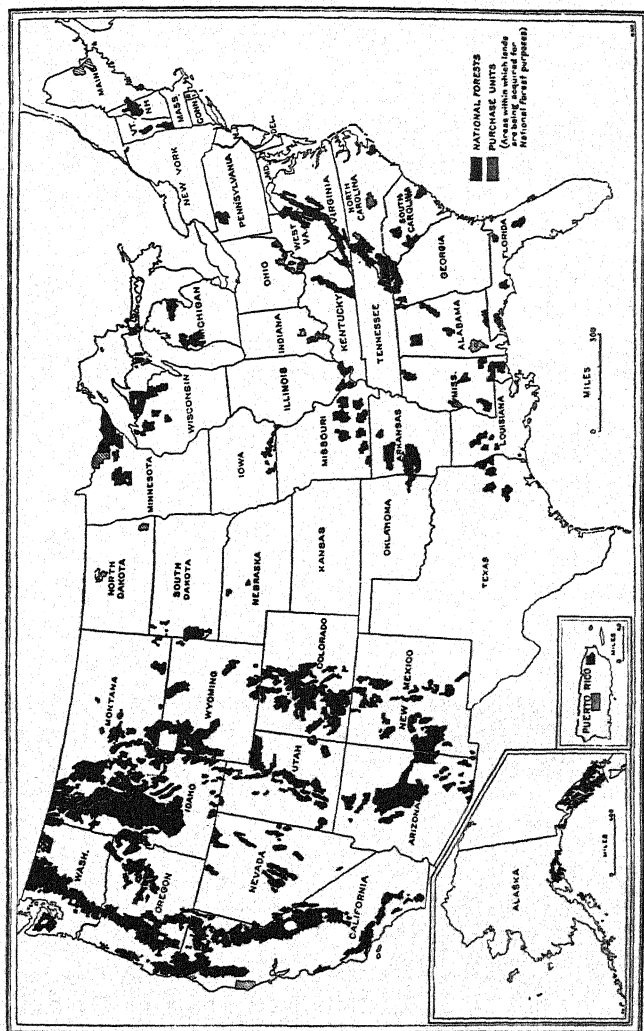 WASH.
OREGON
CALIFORNIA
NEVADA
IDAHO
MONTANA
WYOMING
UTAH
COLORADO
ARIZONA
NEW
MEXICO
NORTH
DAKOTA
SOUTH
DAKOTA
NEBRASKA
KANSAS
OKLAHOMA
TEXAS
MINNESOTA
IOWA
MISSOURI
ARKANSAS
LOUISIANA
WISCONSIN
ILLINOIS
MICHIGAN
INDIANA
OHIO
KENTUCKY
TENNESSEE
MISS.
ALABAMA
GEORGIA
FLORIDA
SOUTH
CAROLINA
NORTH
CAROLINA
VIRGINIA
WEST
VA.
PENNSYLVANIA
NEW YORK
VT.
N.H.
MAINE
MASS.
CONN.
DEL.
MD.
NATIONAL FORESTS
PURCHASE UNITS
(Areas within which lands
are being acquired for
National Forest purposes)
0 300
MILES
ALASKA
MILES
PUERTO RICO
MILES